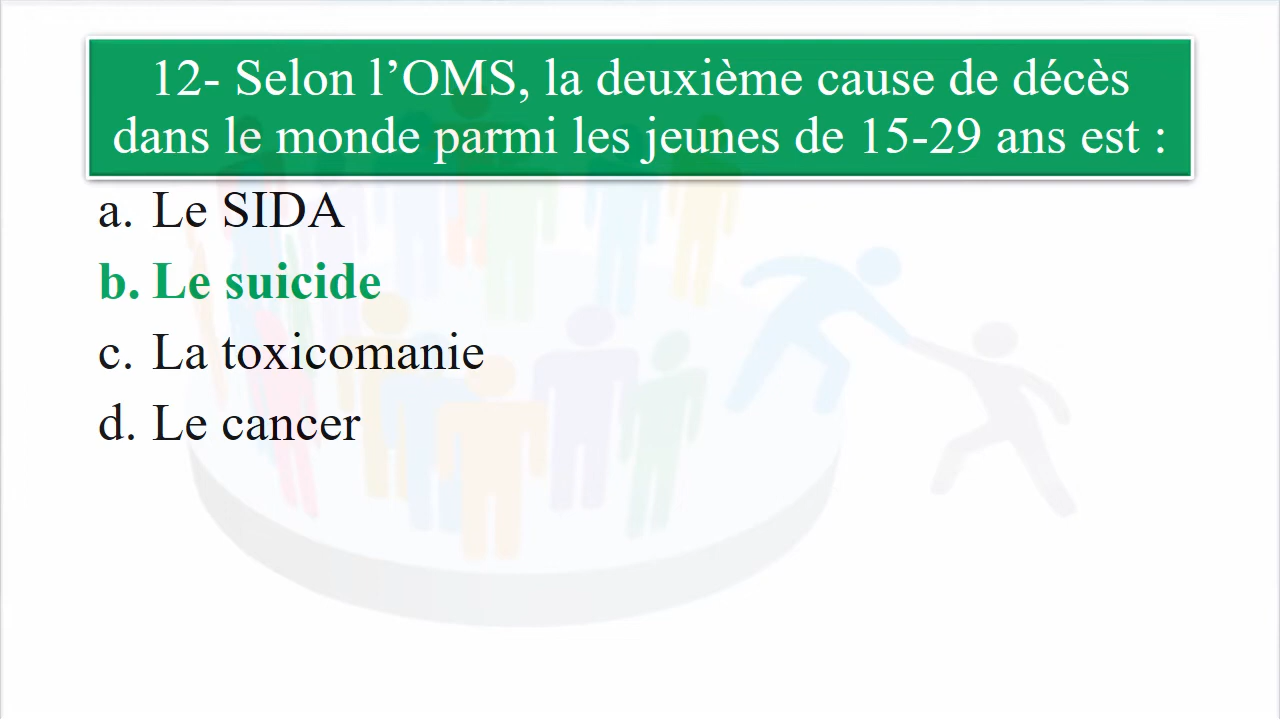 12- Selon l’OMS, la deuxième cause de décès
dans le monde parmi les jeunes de 15-29 ans est :
a. Le SIDA
b. Le suicide
c. La toxicomanie
d. Le cancer